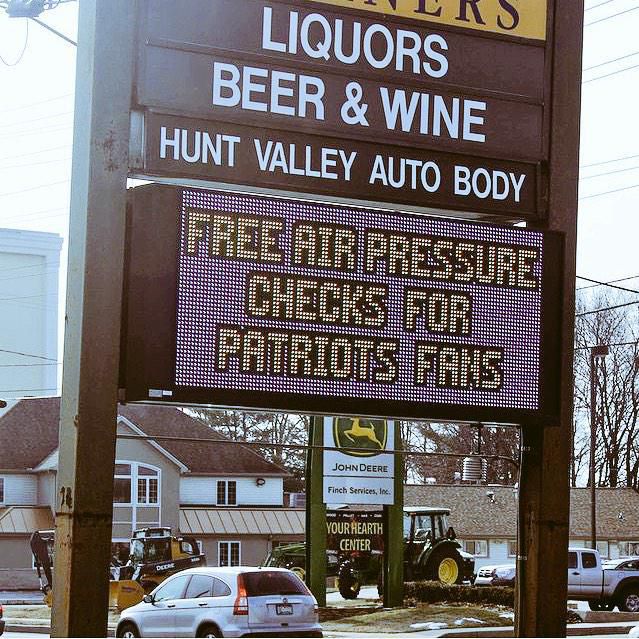 LIQUORS
BEER & WINE
HUNT VALLEY AUTO BODY
FREE AIR PRESSURE
CHECKS FOR
PATRIOTS FANS
JOHN DEERE
Finch Services, Inc.
YOUR HEARTH
CENTER
DEERE